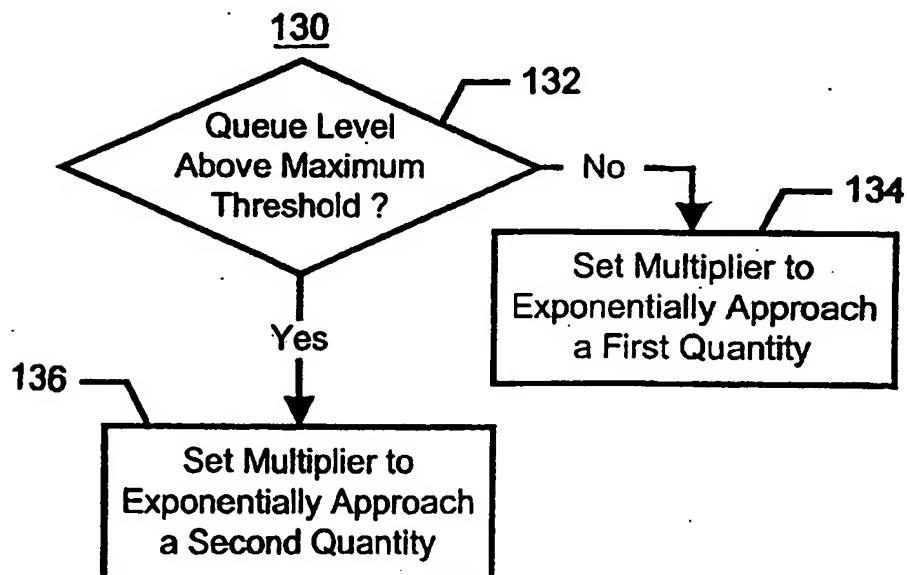 130
132
Queue Level
Above Maximum
Threshold ?
No
134
Set Multiplier to
Exponentially Approach
a First Quantity
Yes
136
Set Multiplier to
Exponentially Approach
a Second Quantity